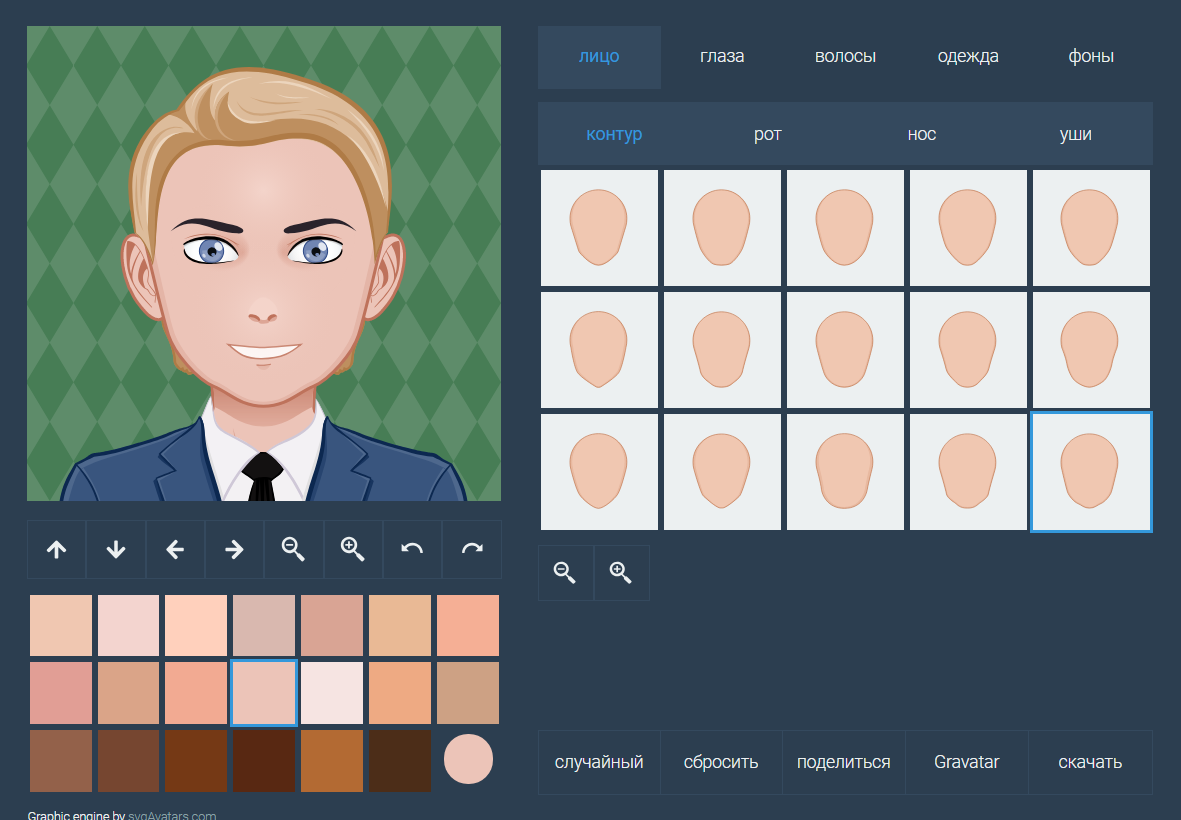 лицо глаза волосы одежда фоны
контур рот нос уши
случайный сбросить поделиться Gravatar скачать
Graphic engine by svgAvatars.com